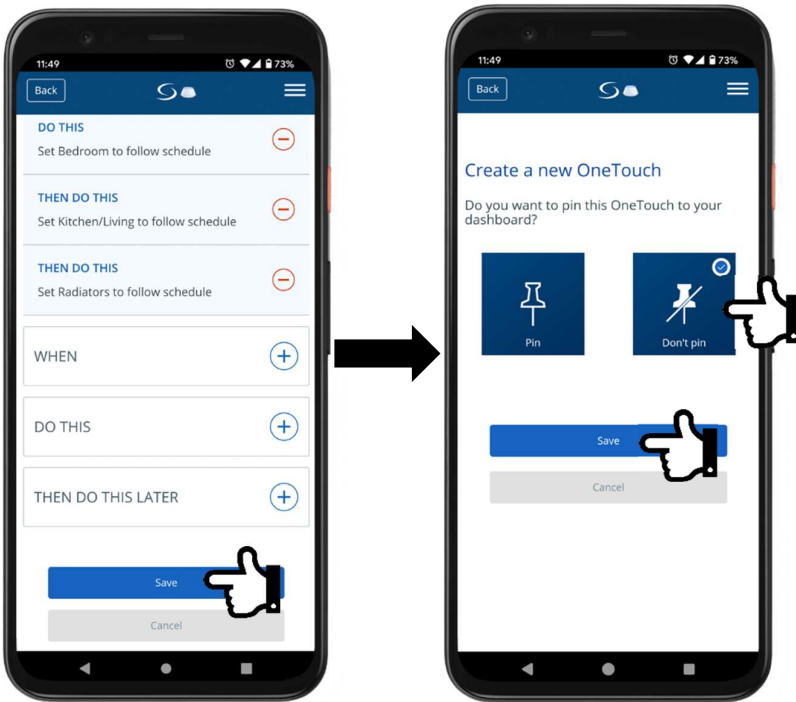 11:49
73%
Back
DO THIS
Set Bedroom to follow schedule
THEN DO THIS
Set Kitchen/Living to follow schedule
THEN DO THIS
Set Radiators to follow schedule
WHEN
DO THIS
THEN DO THIS LATER
Save
Cancel
11:49
73%
Back
Create a new OneTouch
Do you want to pin this OneTouch to your
dashboard?
Pin
Don't pin
Save
Cancel